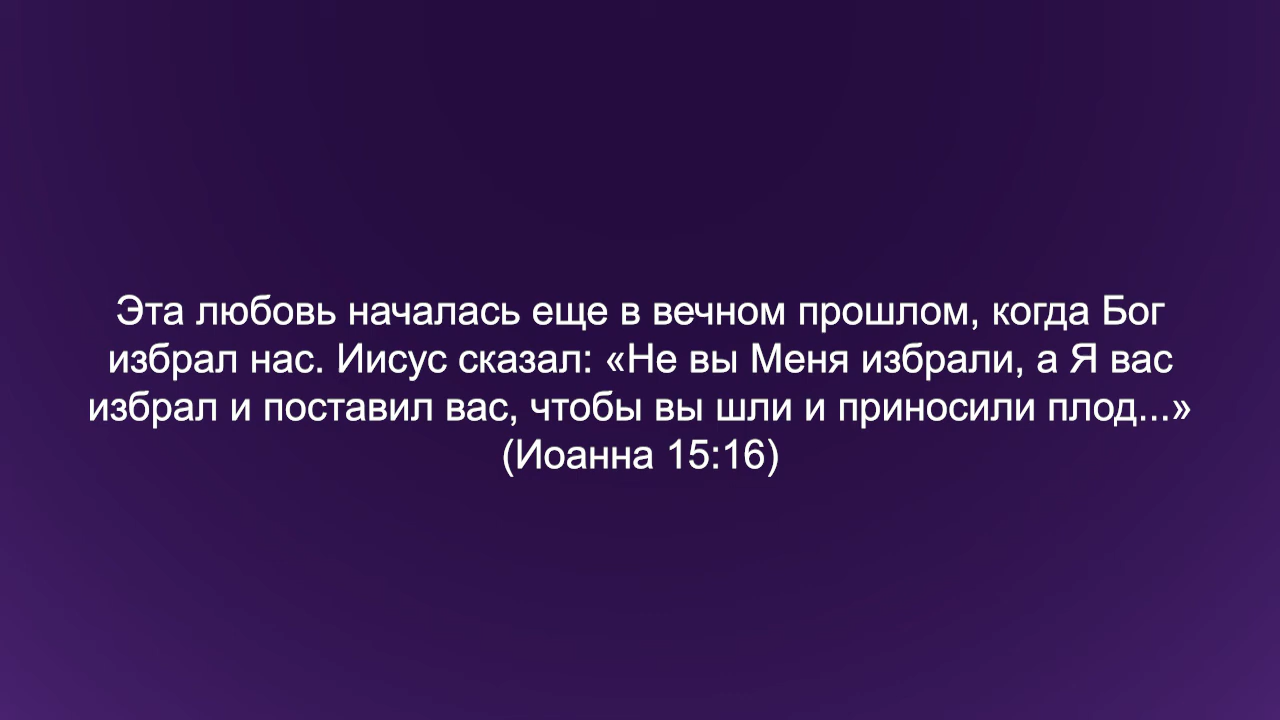 Эта любовь началась еще в вечном прошлом, когда Бог
избрал нас. Иисус сказал: «Не вы Меня избрали, а Я вас
избрал и поставил вас, чтобы вы шли и приносили плод...»
(Иоанна 15:16)